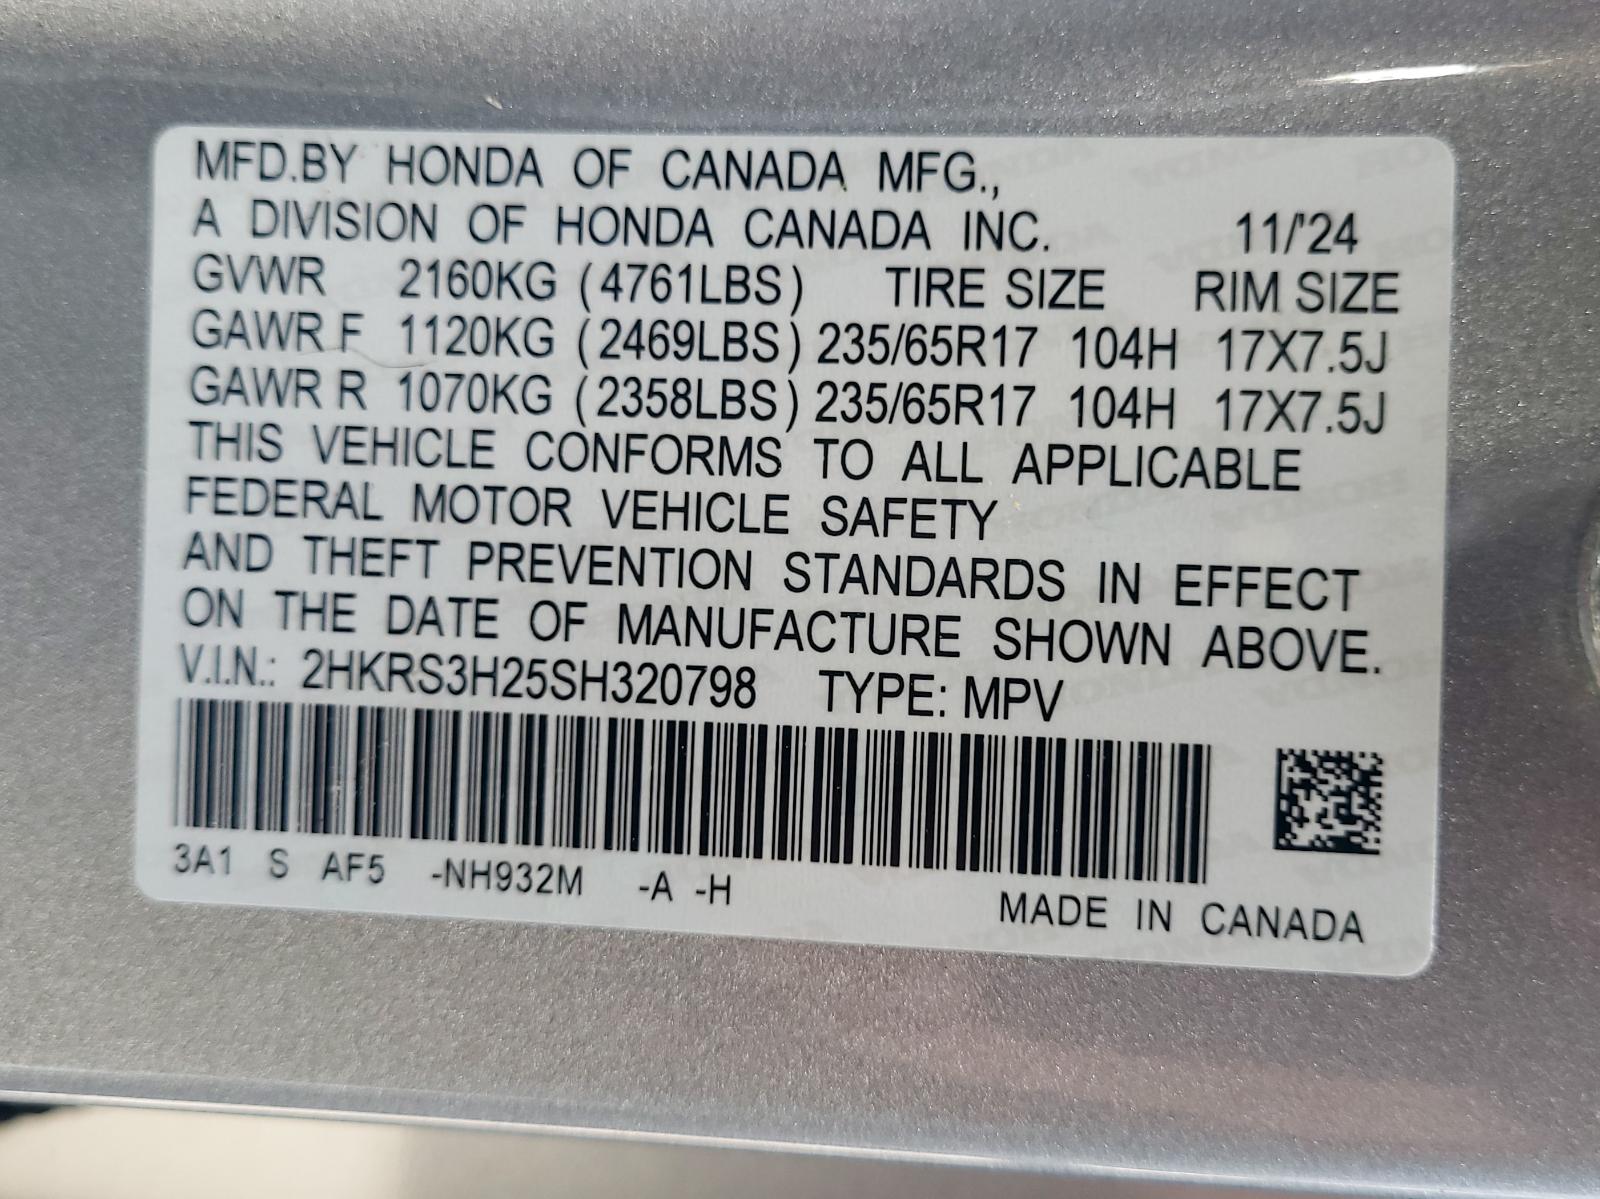 MFD.BY HONDA OF CANADA MFG.,
A DIVISION OF HONDA CANADA INC. 11/'24
GVWR 2160KG (4761LBS) TIRE SIZE RIM SIZE
GAWR F 1120KG (2469LBS) 235/65R17 104H 17X7.5J
GAWR R 1070KG (2358LBS) 235/65R17 104H 17X7.5J
THIS VEHICLE CONFORMS TO ALL APPLICABLE
FEDERAL MOTOR VEHICLE SAFETY
AND THEFT PREVENTION STANDARDS IN EFFECT
ON THE DATE OF MANUFACTURE SHOWN ABOVE.
V.I.N.: 2HKRS3H25SH320798 TYPE: MPV
3A1 S AF5 -NH932M -A -H
MADE IN CANADA